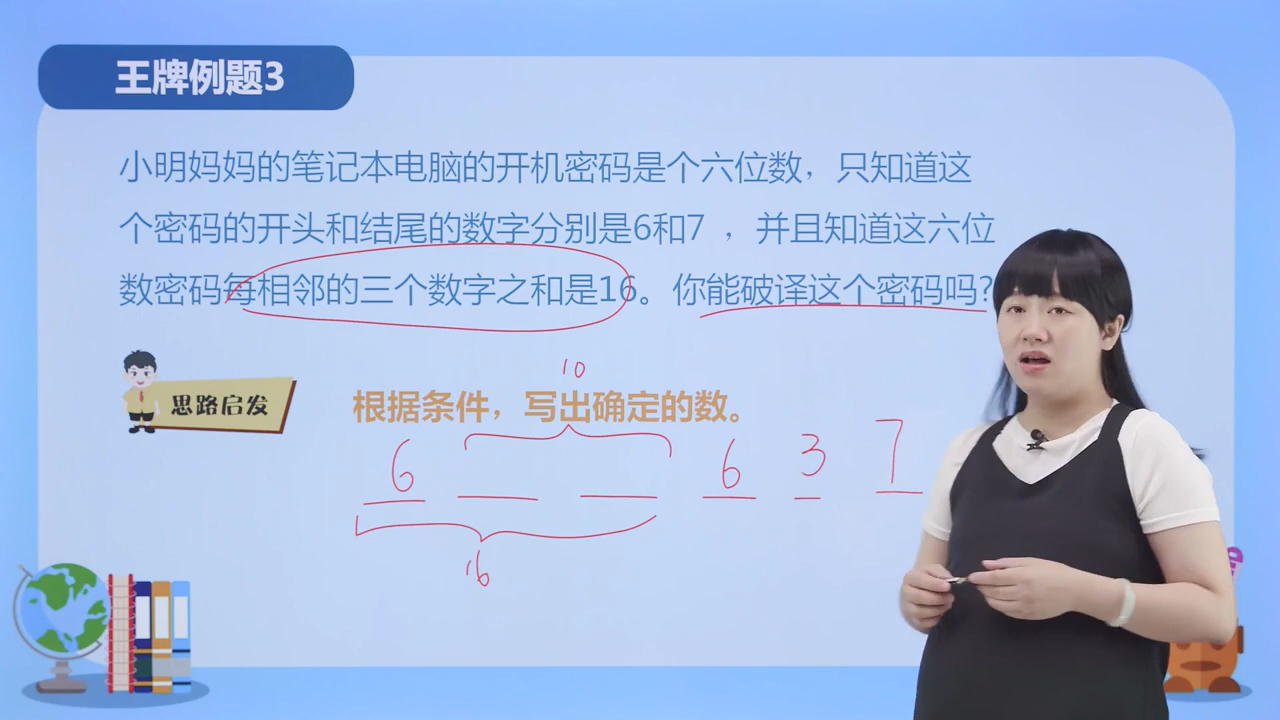 王牌例题3
小明妈妈的笔记本电脑的开机密码是个六位数，只知道这
个密码的开头和结尾的数字分别是6和7 ，并且知道这六位
数密码每相邻的三个数字之和是16。你能破译这个密码吗?
思路启发
10
根据条件，写出确定的数。
6 6 3 7
16